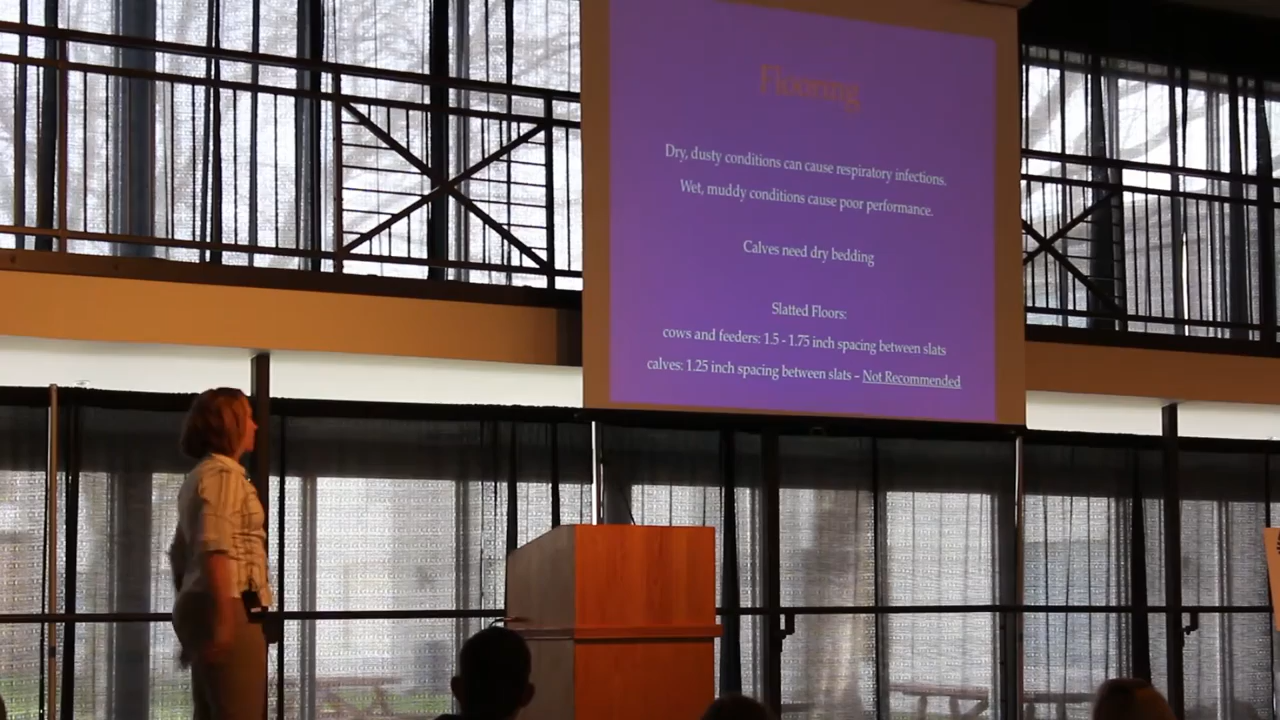 Flooring
Dry, dusty conditions can cause respiratory infections.
Wet, muddy conditions cause poor performance.
Calves need dry bedding
Slatted Floors:
cows and feeders: 1.5 - 1.75 inch spacing between slats
calves: 1.25 inch spacing between slats – Not Recommended